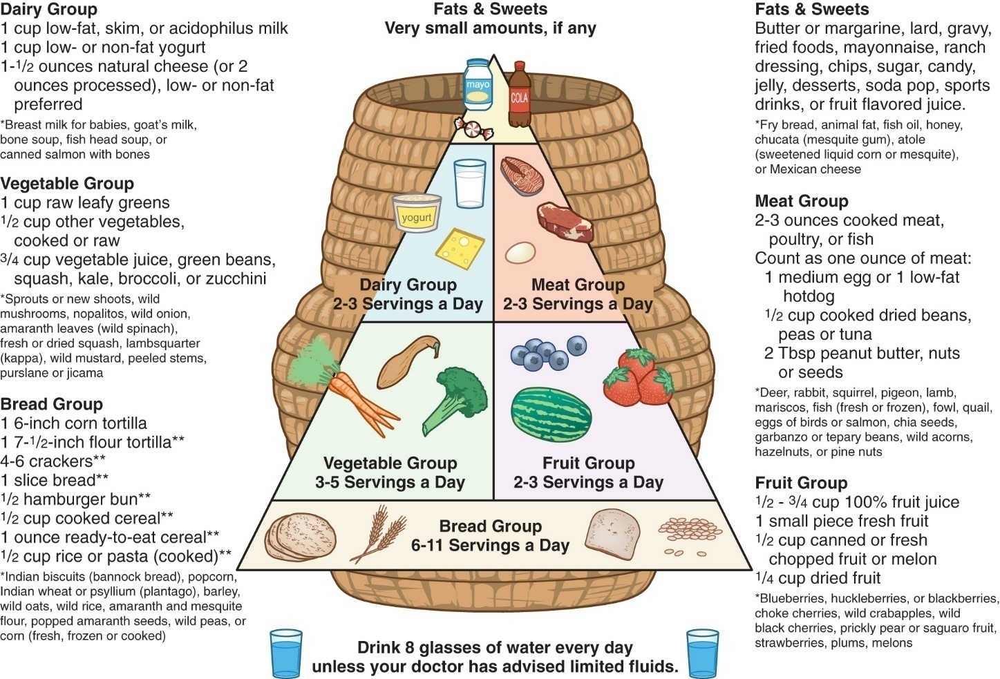 Dairy Group
1 cup low-fat, skim, or acidophilus milk
1 cup low- or non-fat yogurt
1-1/2 ounces natural cheese (or 2
ounces processed), low- or non-fat
preferred
*Breast milk for babies, goat's milk,
bone soup, fish head soup, or
canned salmon with bones
Vegetable Group
1 cup raw leafy greens
1/2 cup other vegetables,
cooked or raw
3/4 cup vegetable juice, green beans,
squash, kale, broccoli, or zucchini
*Sprouts or new shoots, wild
mushrooms, nopalitos, wild onion,
amaranth leaves (wild spinach),
fresh or dried squash, lambsquarter
(kappa), wild mustard, peeled stems,
purslane or jicama
Bread Group
1 6-inch corn tortilla
1 7-1/2-inch flour tortilla**
4-6 crackers**
1 slice bread**
1/2 hamburger bun**
1/2 cup cooked cereal**
1 ounce ready-to-eat cereal**
1/2 cup rice or pasta (cooked)**
*Indian biscuits (bannock bread), popcorn,
Indian wheat or psyllium (plantago), barley,
wild oats, wild rice, amaranth and mesquite
flour, popped amaranth seeds, wild peas, or
corn (fresh, frozen or cooked)
Fats & Sweets
Very small amounts, if any
mayo
COLA
yogurt
Dairy Group
2-3 Servings a Day
Meat Group
2-3 Servings a Day
Vegetable Group
3-5 Servings a Day
Fruit Group
2-3 Servings a Day
Bread Group
6-11 Servings a Day
Drink 8 glasses of water every day
unless your doctor has advised limited fluids.
Fats & Sweets
Butter or margarine, lard, gravy,
fried foods, mayonnaise, ranch
dressing, chips, sugar, candy,
jelly, desserts, soda pop, sports
drinks, or fruit flavored juice.
*Fry bread, animal fat, fish oil, honey,
chucata (mesquite gum), atole
(sweetened liquid corn or mesquite),
or Mexican cheese
Meat Group
2-3 ounces cooked meat,
poultry, or fish
Count as one ounce of meat:
1 medium egg or 1 low-fat
hotdog
1/2 cup cooked dried beans,
peas or tuna
2 Tbsp peanut butter, nuts
or seeds
*Deer, rabbit, squirrel, pigeon, lamb,
mariscos, fish (fresh or frozen), fowl, quail,
eggs of birds or salmon, chia seeds,
garbanzo or tepary beans, wild acorns,
hazelnuts, or pine nuts
Fruit Group
1/2 - 3/4 cup 100% fruit juice
1 small piece fresh fruit
1/2 cup canned or fresh
chopped fruit or melon
1/4 cup dried fruit
*Blueberries, huckleberries, or blackberries,
choke cherries, wild crabapples, wild
black cherries, prickly pear or saguaro fruit,
strawberries, plums, melons